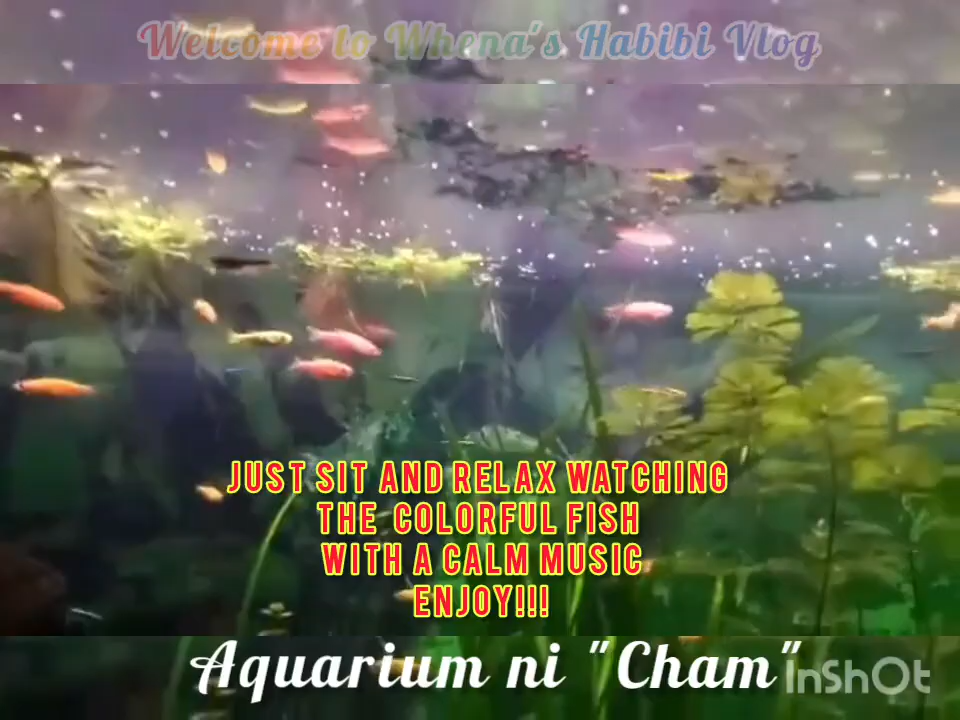 Welcome to Whena's Habibi Vlog
JUST SIT AND RELAX WATCHING
THE COLORFUL FISH
WITH A CALM MUSIC
ENJOY!!!
Aquarium ni "Cham"
InShOt